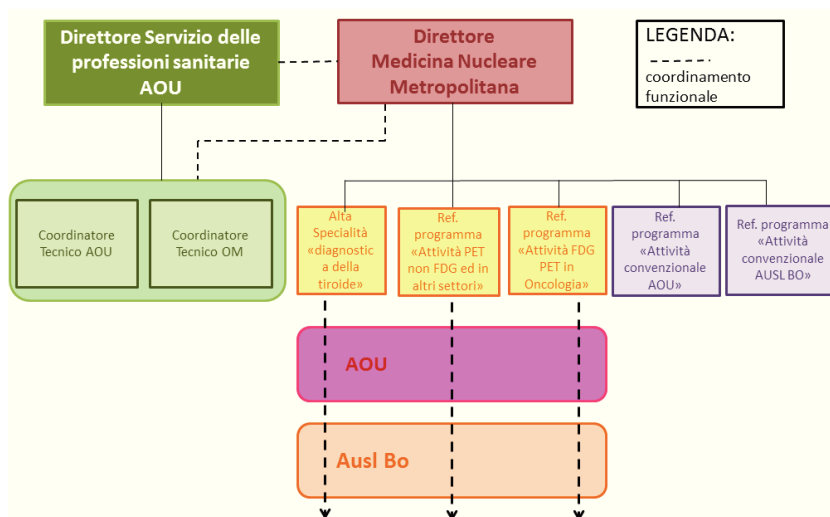 Direttore Servizio delle
professioni sanitarie
AOU
Direttore
Medicina Nucleare
Metropolitana
LEGENDA:
coordinamento
funzionale
Coordinatore
Tecnico AOU
Coordinatore
Tecnico OM
Alta
Specialità
«diagnostic
a della
tiroide»
Ref.
programma
«Attività PET
non FDG ed in
altri settori»
Ref.
programma
«Attività FDG
PET in
Oncologia»
Ref.
programma
«Attività
convenzionale
AOU»
Ref. programma
«Attività
convenzionale
AUSL BO»
AOU
Ausl Bo